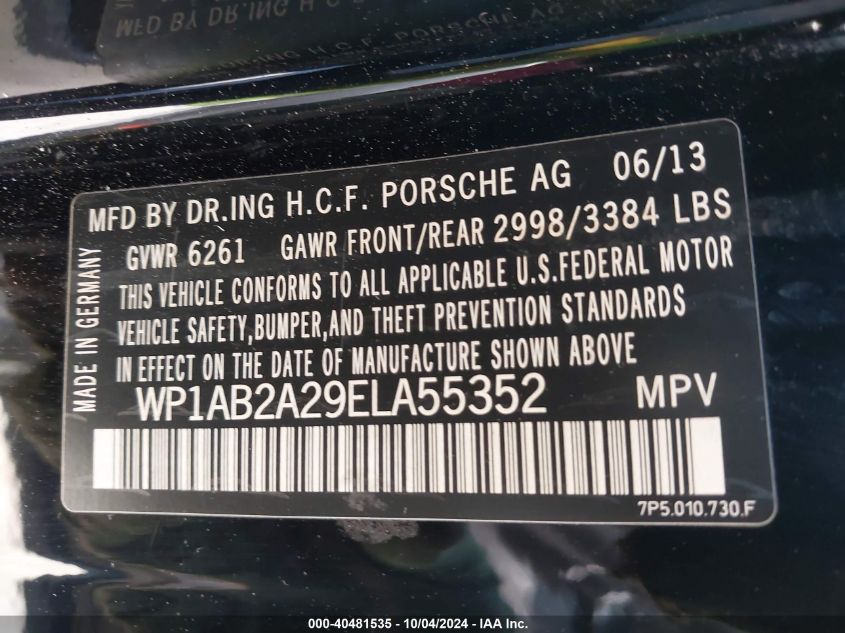 MFD BY DR.ING H.C.F. PORSCHE AG 06/13
GVWR 6261 GAWR FRONT/REAR 2998/3384 LBS
THIS VEHICLE CONFORMS TO ALL APPLICABLE U.S.FEDERAL MOTOR
VEHICLE SAFETY,BUMPER,AND THEFT PREVENTION STANDARDS
IN EFFECT ON THE DATE OF MANUFACTURE SHOWN ABOVE
MADE IN GERMANY
WP1AB2A29ELA55352 MPV
7P5.010.730.F
000-40481535 - 10/04/2024 - IAA Inc.